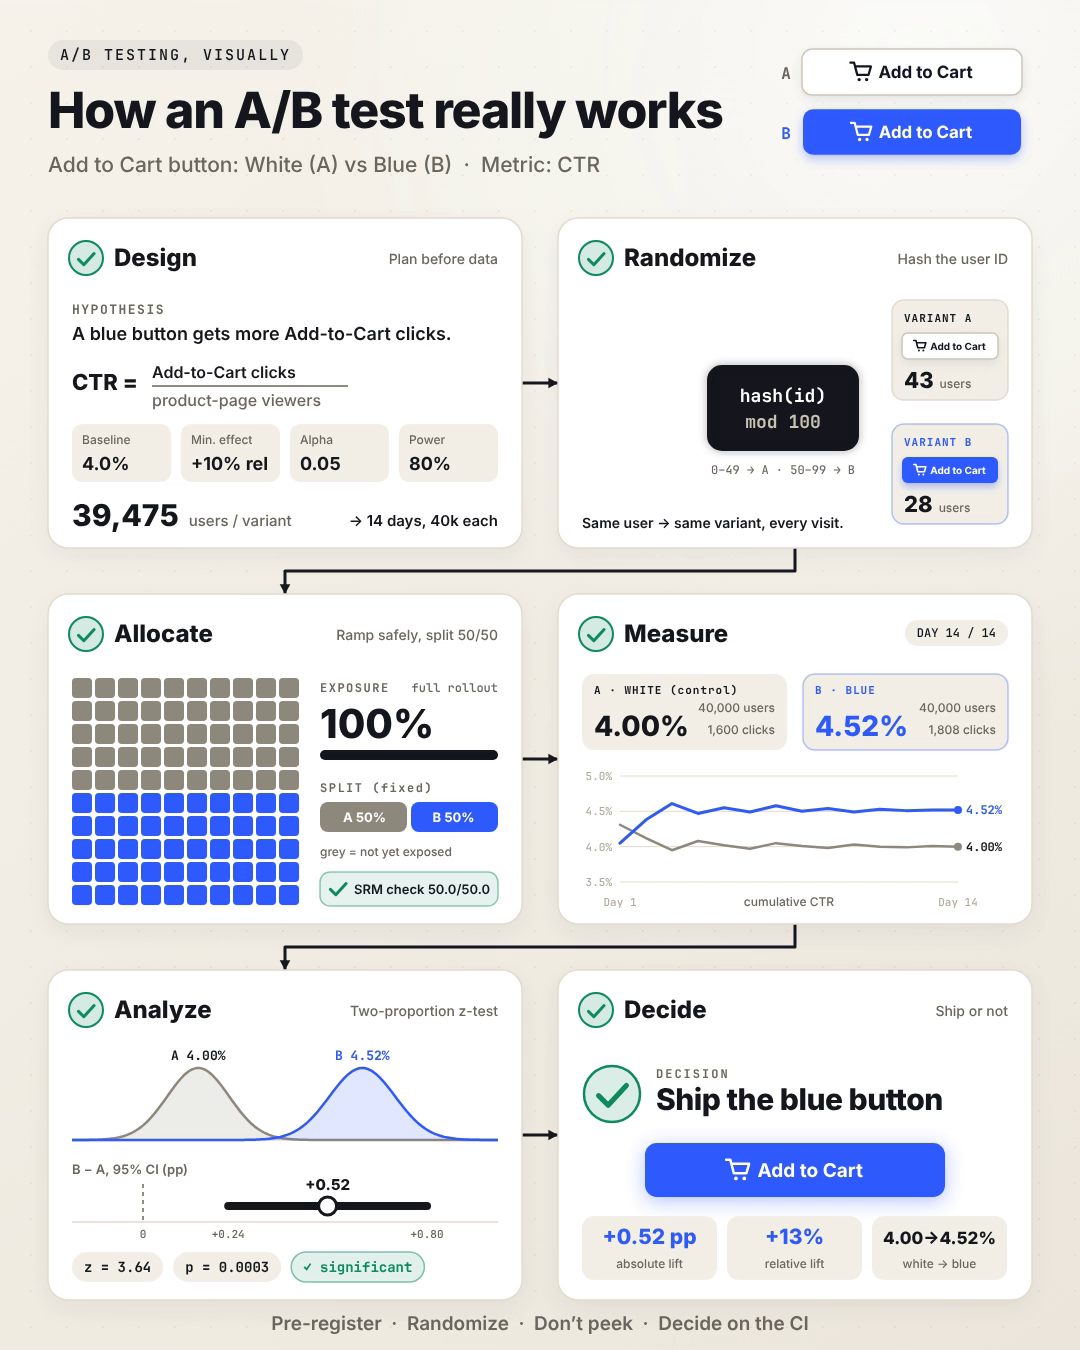 A/B TESTING, VISUALLY
How an A/B test really works
Add to Cart button: White (A) vs Blue (B) · Metric: CTR
A
Add to Cart
B
Add to Cart
Design
Plan before data
HYPOTHESIS
A blue button gets more Add-to-Cart clicks.
CTR =
Add-to-Cart clicks
product-page viewers
Baseline
4.0%
Min. effect
+10% rel
Alpha
0.05
Power
80%
39,475 users / variant
→ 14 days, 40k each
Randomize
Hash the user ID
hash(id)
mod 100
0–49 → A · 50–99 → B
Same user → same variant, every visit.
VARIANT A
Add to Cart
43 users
VARIANT B
Add to Cart
28 users
Allocate
Ramp safely, split 50/50
EXPOSURE
full rollout
100%
SPLIT (fixed)
A 50%
B 50%
grey = not yet exposed
SRM check 50.0/50.0
Measure
DAY 14 / 14
A · WHITE (control)
4.00%
40,000 users
1,600 clicks
B · BLUE
4.52%
40,000 users
1,808 clicks
5.0%
4.5%
4.0%
3.5%
4.52%
4.00%
Day 1
cumulative CTR
Day 14
Analyze
Two-proportion z-test
A 4.00%
B 4.52%
B – A, 95% CI (pp)
+0.52
0
+0.24
+0.80
z = 3.64
p = 0.0003
✓ significant
Decide
Ship or not
DECISION
Ship the blue button
Add to Cart
+0.52 pp
absolute lift
+13%
relative lift
4.00→4.52%
white → blue
Pre-register · Randomize · Don’t peek · Decide on the CI